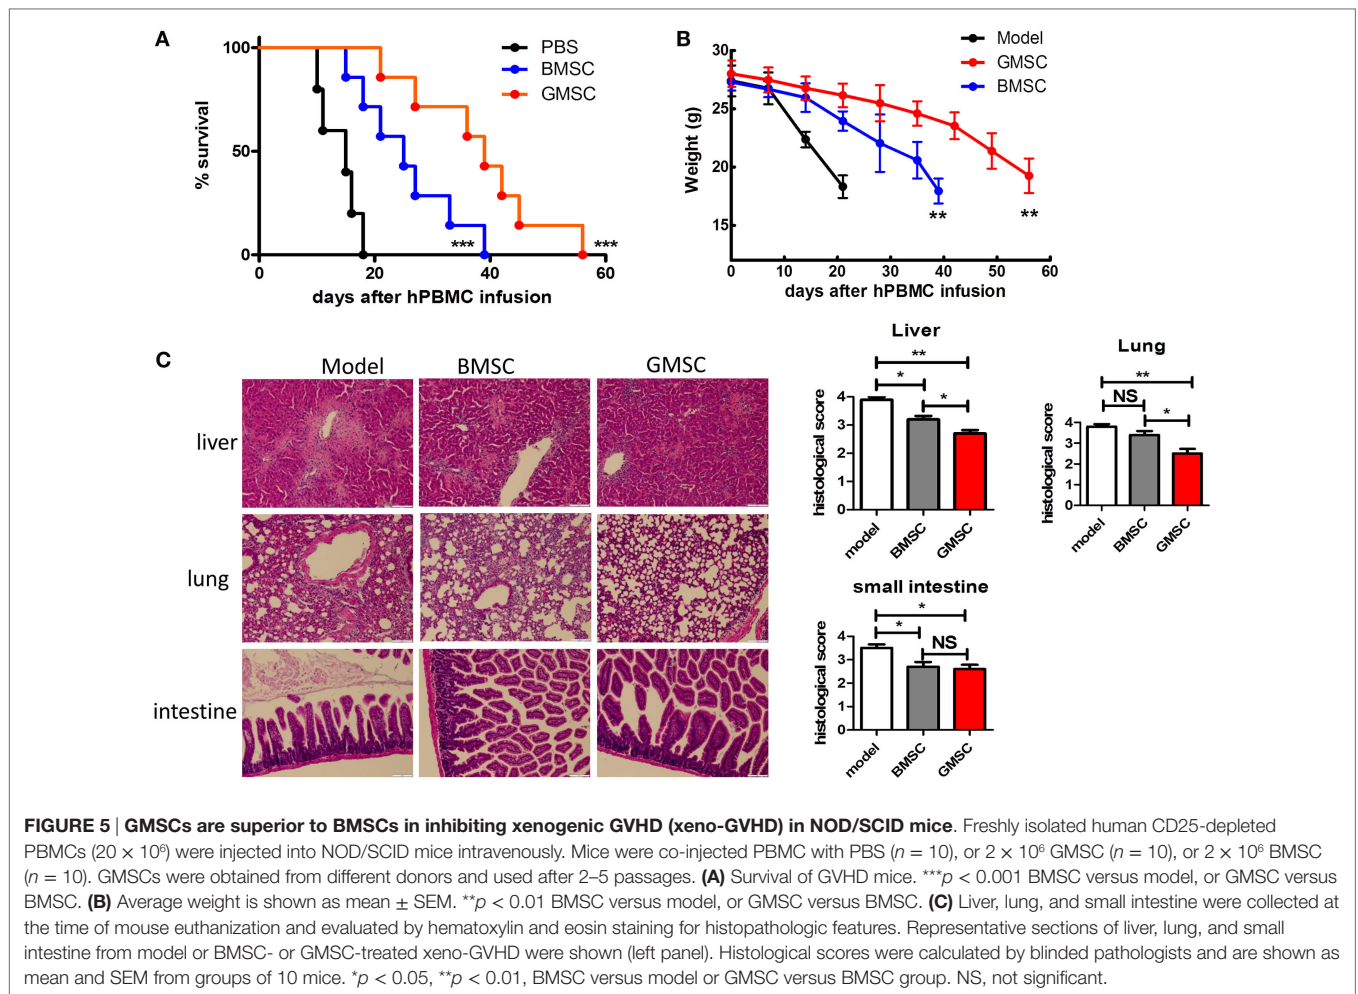 A
% survival
100
50
0
0
20
40
60
days after hPBMC infusion
PBS
BMSC
GMSC
***
***
B
Weight (g)
30
25
20
15
0
10
20
30
40
50
60
days after hPBMC infusion
Model
GMSC
BMSC
**
**
C
Model
BMSC
GMSC
liver
lung
intestine
Liver
histological score
4
3
2
1
0
**
*
*
model
BMSC
GMSC
Lung
histological score
4
3
2
1
0
**
NS
*
model
BMSC
GMSC
small intestine
histological score
4
3
2
1
0
*
*
NS
model
BMSC
GMSC
FIGURE 5 | GMSCs are superior to BMSCs in inhibiting xenogenic GVHD (xeno-GVHD) in NOD/SCID mice. Freshly isolated human CD25-depleted
PBMCs (20 × 10⁶) were injected into NOD/SCID mice intravenously. Mice were co-injected PBMC with PBS (n = 10), or 2 × 10⁶ GMSC (n = 10), or 2 × 10⁶ BMSC
(n = 10). GMSCs were obtained from different donors and used after 2–5 passages. (A) Survival of GVHD mice. ***p < 0.001 BMSC versus model, or GMSC versus
BMSC. (B) Average weight is shown as mean ± SEM. **p < 0.01 BMSC versus model, or GMSC versus BMSC. (C) Liver, lung, and small intestine were collected at
the time of mouse euthanization and evaluated by hematoxylin and eosin staining for histopathologic features. Representative sections of liver, lung, and small
intestine from model or BMSC- or GMSC-treated xeno-GVHD were shown (left panel). Histological scores were calculated by blinded pathologists and are shown as
mean and SEM from groups of 10 mice. *p < 0.05, **p < 0.01, BMSC versus model or GMSC versus BMSC group. NS, not significant.